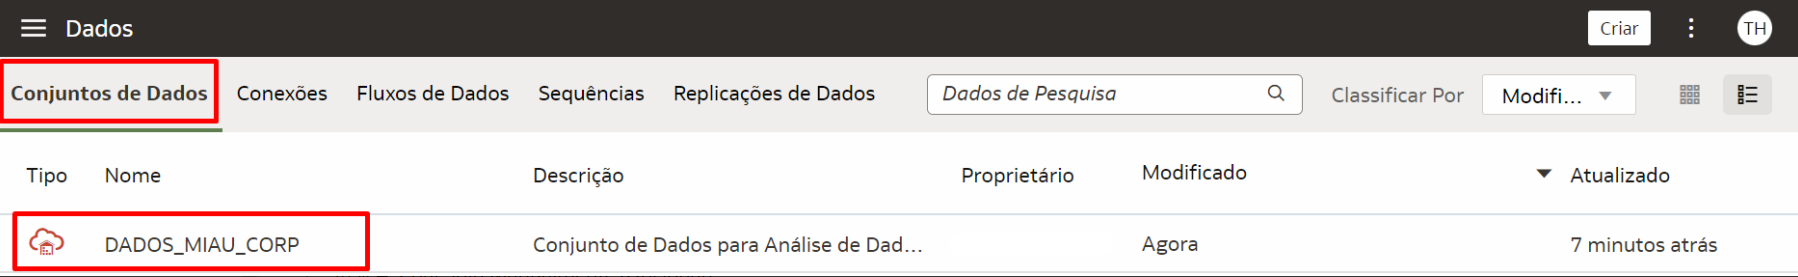 Dados Criar TH
Conjuntos de Dados Conexões Fluxos de Dados Sequências Replicações de Dados Dados de Pesquisa Classificar Por Modifi...
Tipo Nome Descrição Proprietário Modificado Atualizado
DADOS_MIAU_CORP Conjunto de Dados para Análise de Dad... Agora 7 minutos atrás